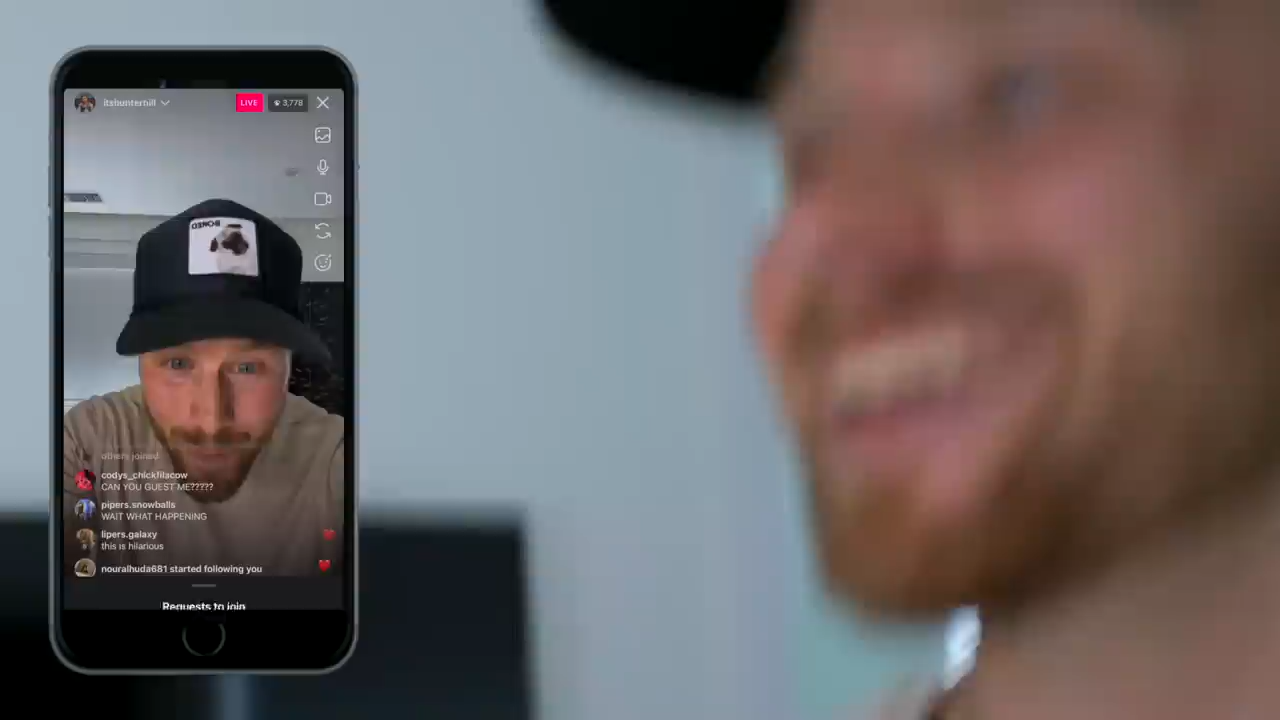 itshunterhill
LIVE
3,778
BONED
others joined
codys_chickfilacow
CAN YOU GUEST ME?????
pipers.snowballs
WAIT WHAT HAPPENING
lipers.galaxy
this is hilarious
nouralhuda681 started following you
Requests to join